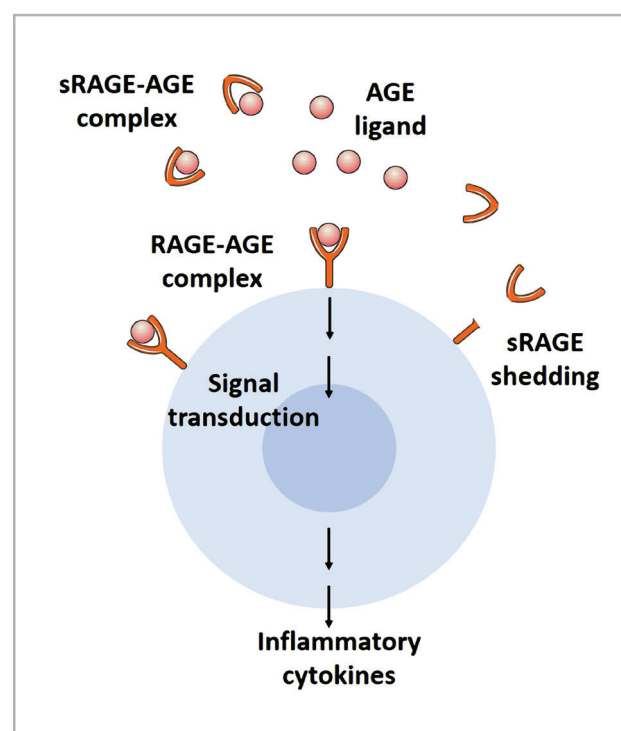 sRAGE-AGE
complex
AGE
ligand
RAGE-AGE
complex
sRAGE
shedding
Signal
transduction
Inflammatory
cytokines